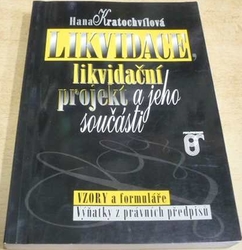 Hana Kratochvílová
LIKVIDACE,
likvidační
projekt a jeho
součásti
VZORY a formuláře
Výňatky z právních předpisů